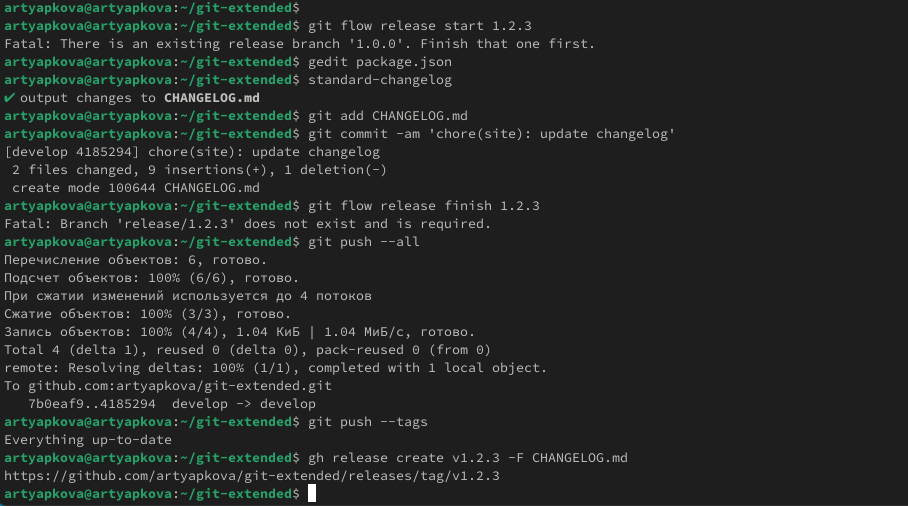 artyapkova@artyapkova:~/git-extended$
artyapkova@artyapkova:~/git-extended$ git flow release start 1.2.3
Fatal: There is an existing release branch '1.0.0'. Finish that one first.
artyapkova@artyapkova:~/git-extended$ gedit package.json
artyapkova@artyapkova:~/git-extended$ standard-changelog
✔ output changes to CHANGELOG.md
artyapkova@artyapkova:~/git-extended$ git add CHANGELOG.md
artyapkova@artyapkova:~/git-extended$ git commit -am 'chore(site): update changelog'
[develop 4185294] chore(site): update changelog
 2 files changed, 9 insertions(+), 1 deletion(-)
 create mode 100644 CHANGELOG.md
artyapkova@artyapkova:~/git-extended$ git flow release finish 1.2.3
Fatal: Branch 'release/1.2.3' does not exist and is required.
artyapkova@artyapkova:~/git-extended$ git push --all
Перечисление объектов: 6, готово.
Подсчет объектов: 100% (6/6), готово.
При сжатии изменений используется до 4 потоков
Сжатие объектов: 100% (3/3), готово.
Запись объектов: 100% (4/4), 1.04 КиБ | 1.04 МиБ/с, готово.
Total 4 (delta 1), reused 0 (delta 0), pack-reused 0 (from 0)
remote: Resolving deltas: 100% (1/1), completed with 1 local object.
To github.com:artyapkova/git-extended.git
   7b0eaf9..4185294  develop -> develop
artyapkova@artyapkova:~/git-extended$ git push --tags
Everything up-to-date
artyapkova@artyapkova:~/git-extended$ gh release create v1.2.3 -F CHANGELOG.md
https://github.com/artyapkova/git-extended/releases/tag/v1.2.3
artyapkova@artyapkova:~/git-extended$